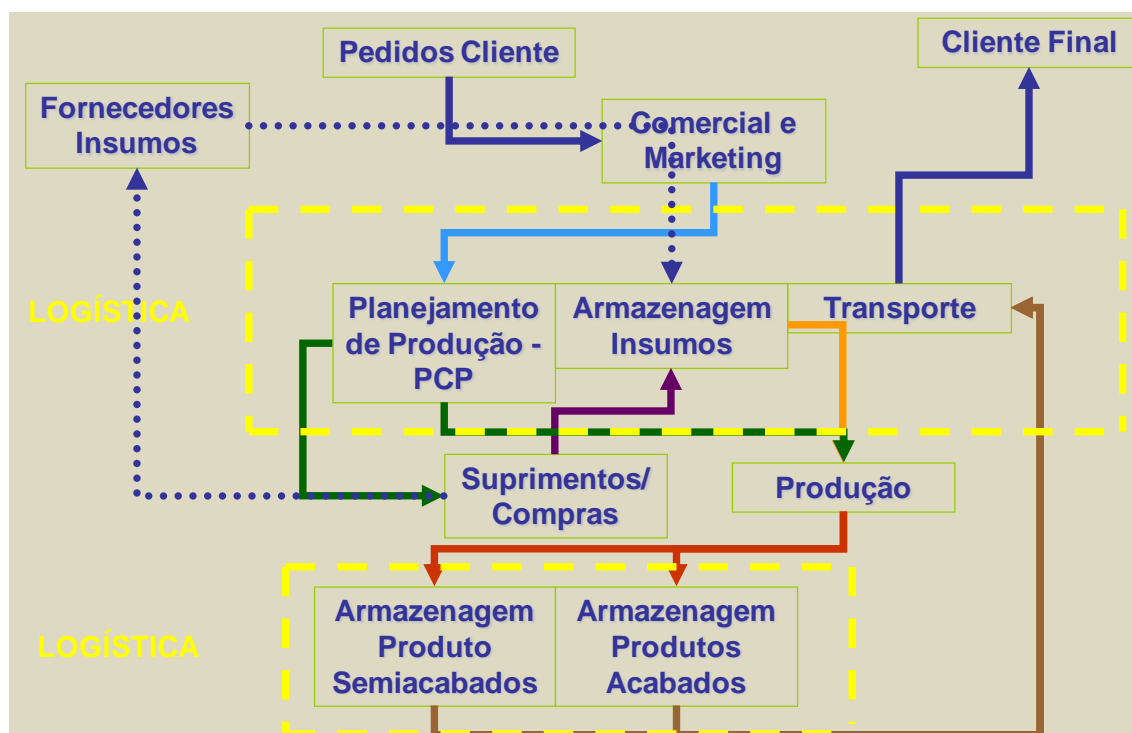 Pedidos Cliente
Cliente Final
Fornecedores
Insumos
Comercial e
Marketing
LOGÍSTICA
Planejamento
de Produção -
PCP
Armazenagem
Insumos
Transporte
Suprimentos/
Compras
Produção
LOGÍSTICA
Armazenagem
Produto
Semiacabados
Armazenagem
Produtos
Acabados